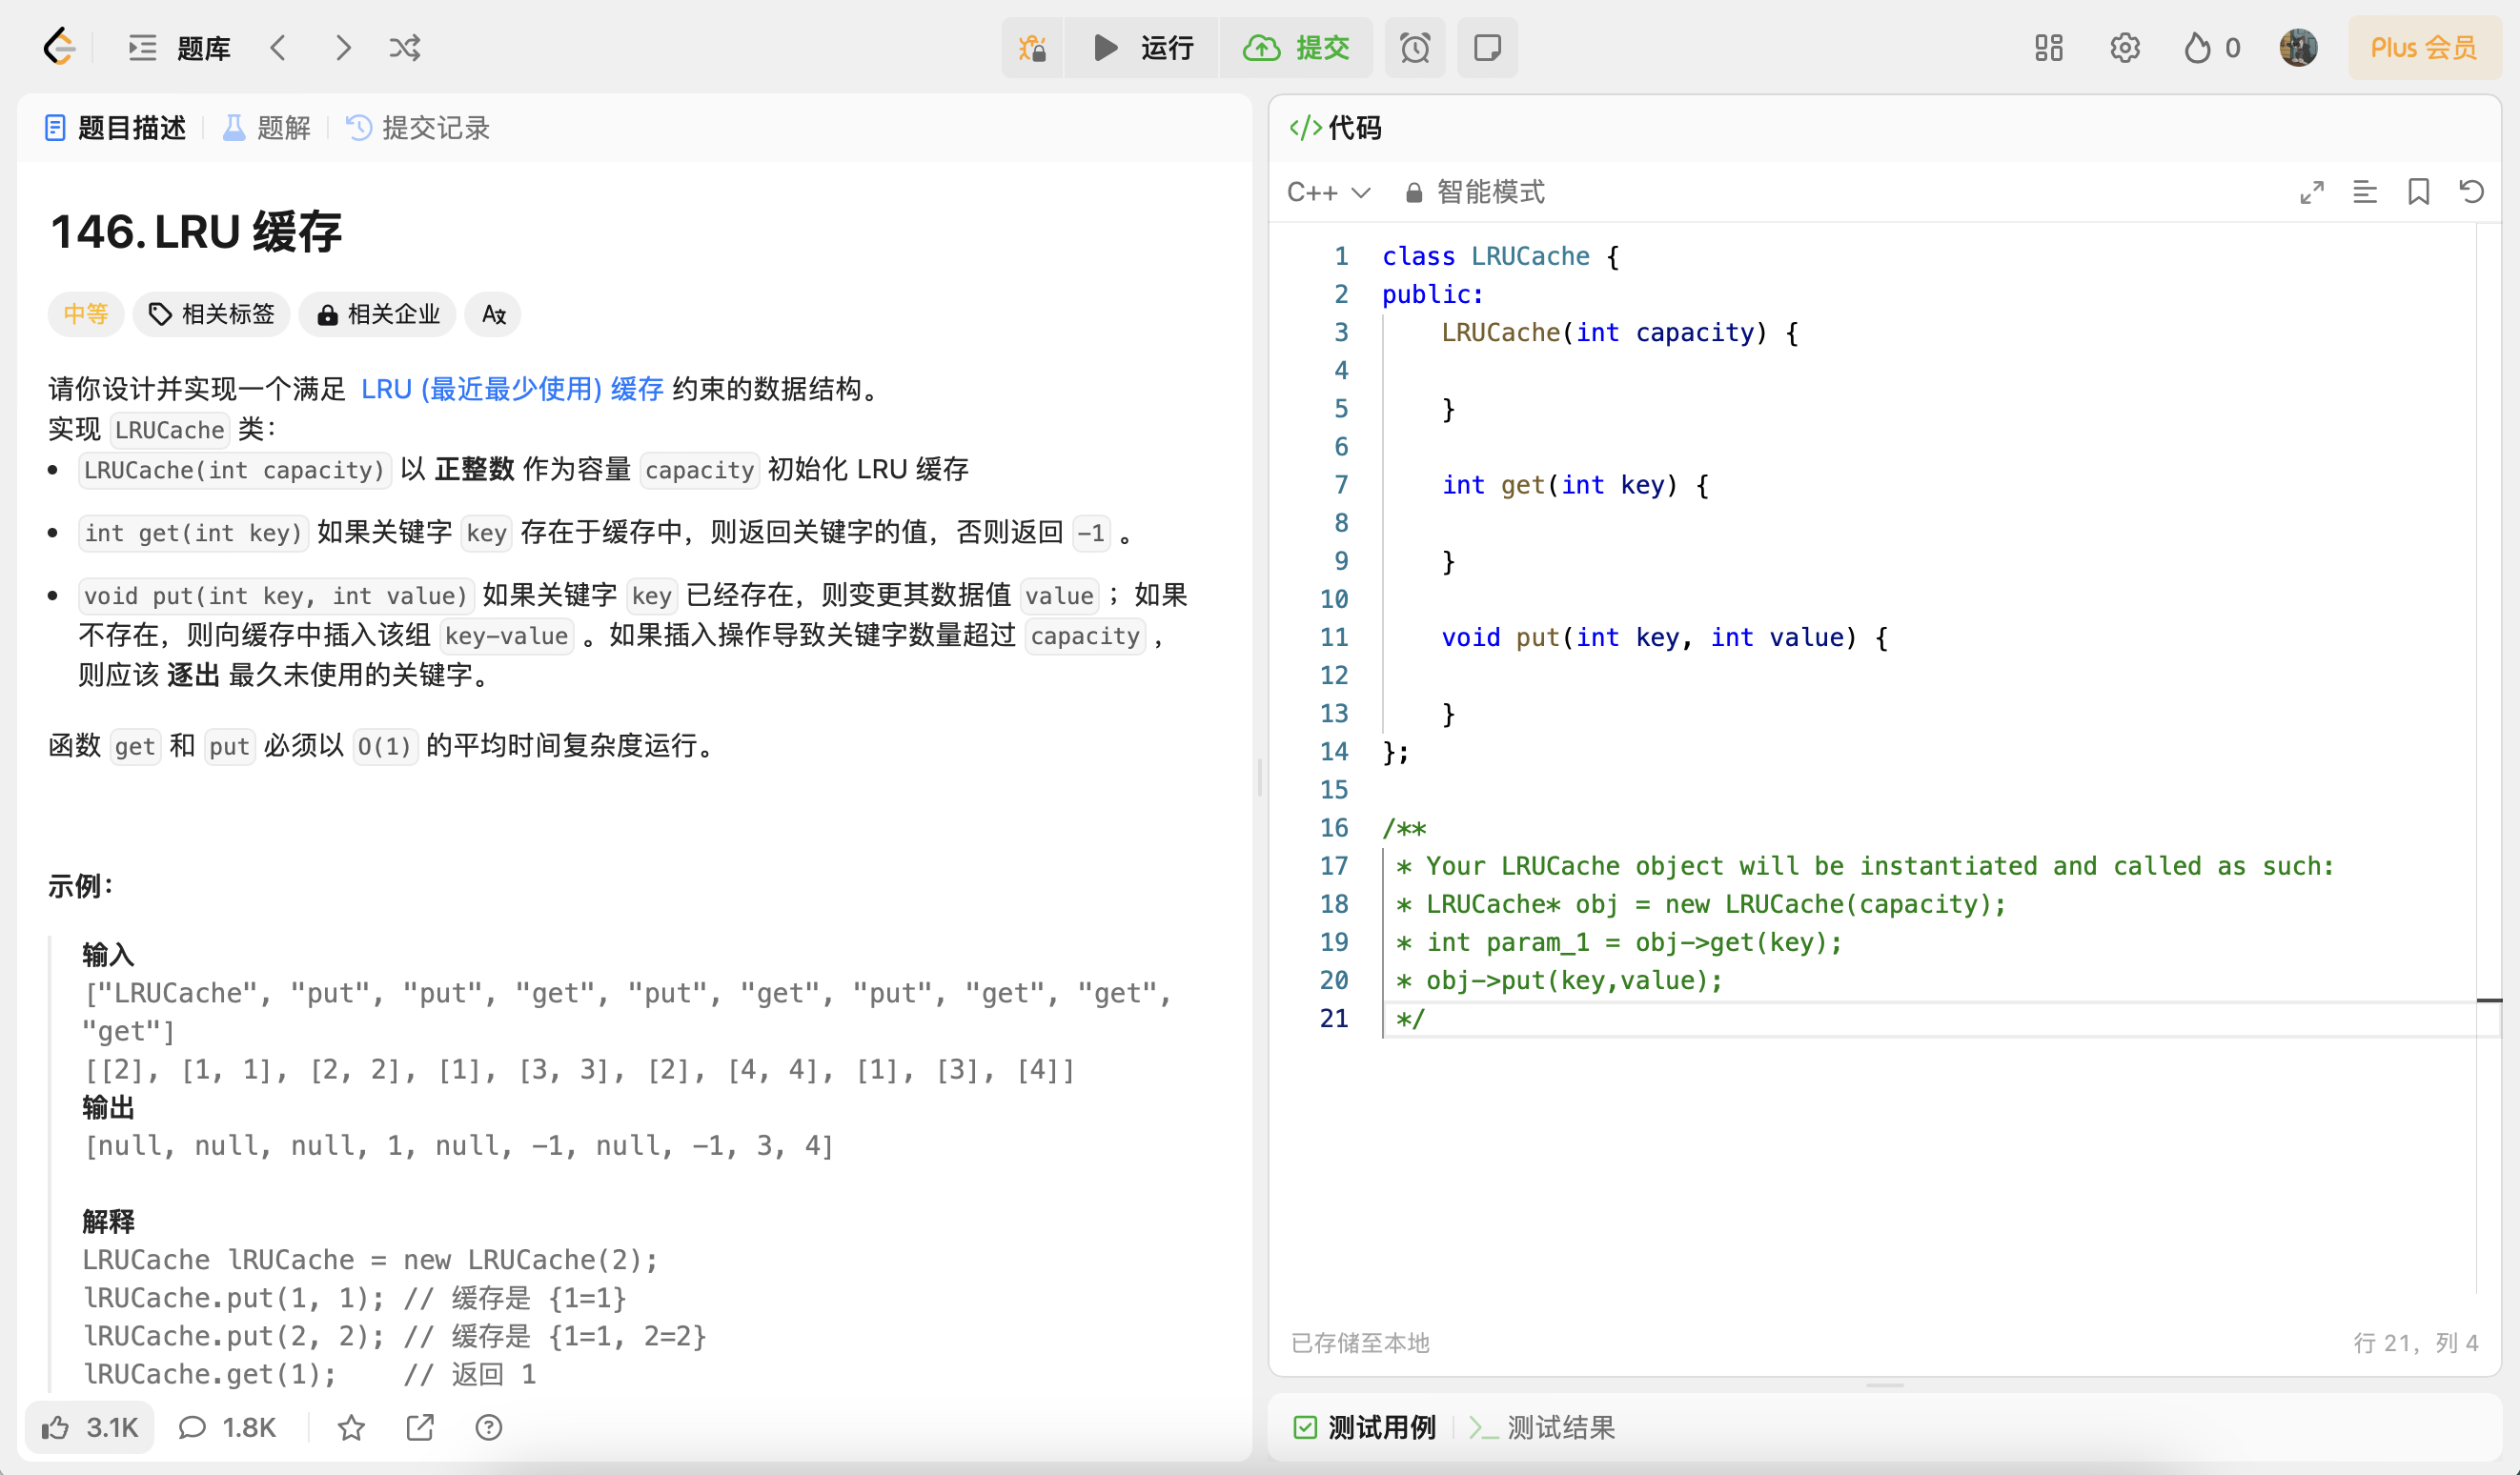 题库
运行
提交
0
Plus 会员
题目描述
题解
提交记录
146. LRU 缓存
中等
相关标签
相关企业
请你设计并实现一个满足 LRU (最近最少使用) 缓存 约束的数据结构。
实现 LRUCache 类：
• LRUCache(int capacity) 以 正整数 作为容量 capacity 初始化 LRU 缓存
• int get(int key) 如果关键字 key 存在于缓存中，则返回关键字的值，否则返回 -1 。
• void put(int key, int value) 如果关键字 key 已经存在，则变更其数据值 value ；如果
不存在，则向缓存中插入该组 key-value 。如果插入操作导致关键字数量超过 capacity ，
则应该 逐出 最久未使用的关键字。
函数 get 和 put 必须以 O(1) 的平均时间复杂度运行。
示例：
输入
["LRUCache", "put", "put", "get", "put", "get", "put", "get", "get",
"get"]
[[2], [1, 1], [2, 2], [1], [3, 3], [2], [4, 4], [1], [3], [4]]
输出
[null, null, null, 1, null, -1, null, -1, 3, 4]
解释
LRUCache lRUCache = new LRUCache(2);
lRUCache.put(1, 1); // 缓存是 {1=1}
lRUCache.put(2, 2); // 缓存是 {1=1, 2=2}
lRUCache.get(1);    // 返回 1
3.1K
1.8K
</>代码
C++
智能模式
1 class LRUCache {
2 public:
3     LRUCache(int capacity) {
4
5     }
6
7     int get(int key) {
8
9     }
10
11     void put(int key, int value) {
12
13     }
14 };
15
16 /**
17  * Your LRUCache object will be instantiated and called as such:
18  * LRUCache* obj = new LRUCache(capacity);
19  * int param_1 = obj->get(key);
20  * obj->put(key,value);
21  */
已存储至本地
行 21，列 4
测试用例
测试结果